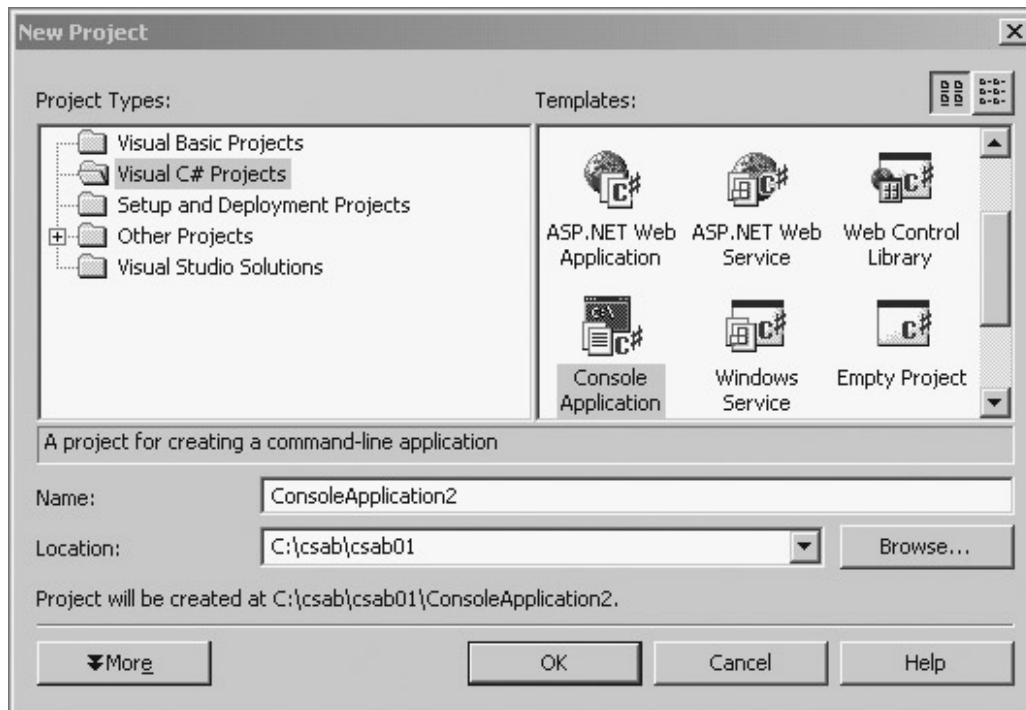 New Project
Project Types:
Templates:
Visual Basic Projects
Visual C# Projects
Setup and Deployment Projects
Other Projects
Visual Studio Solutions
C#
C#
C#
ASP.NET Web
Application
ASP.NET Web
Service
Web Control
Library
C:\
C#
C#
C#
Console
Application
Windows
Service
Empty Project
A project for creating a command-line application
Name:
ConsoleApplication2
Location:
C:\csab\csab01
Browse...
Project will be created at C:\csab\csab01\ConsoleApplication2.
More
OK
Cancel
Help